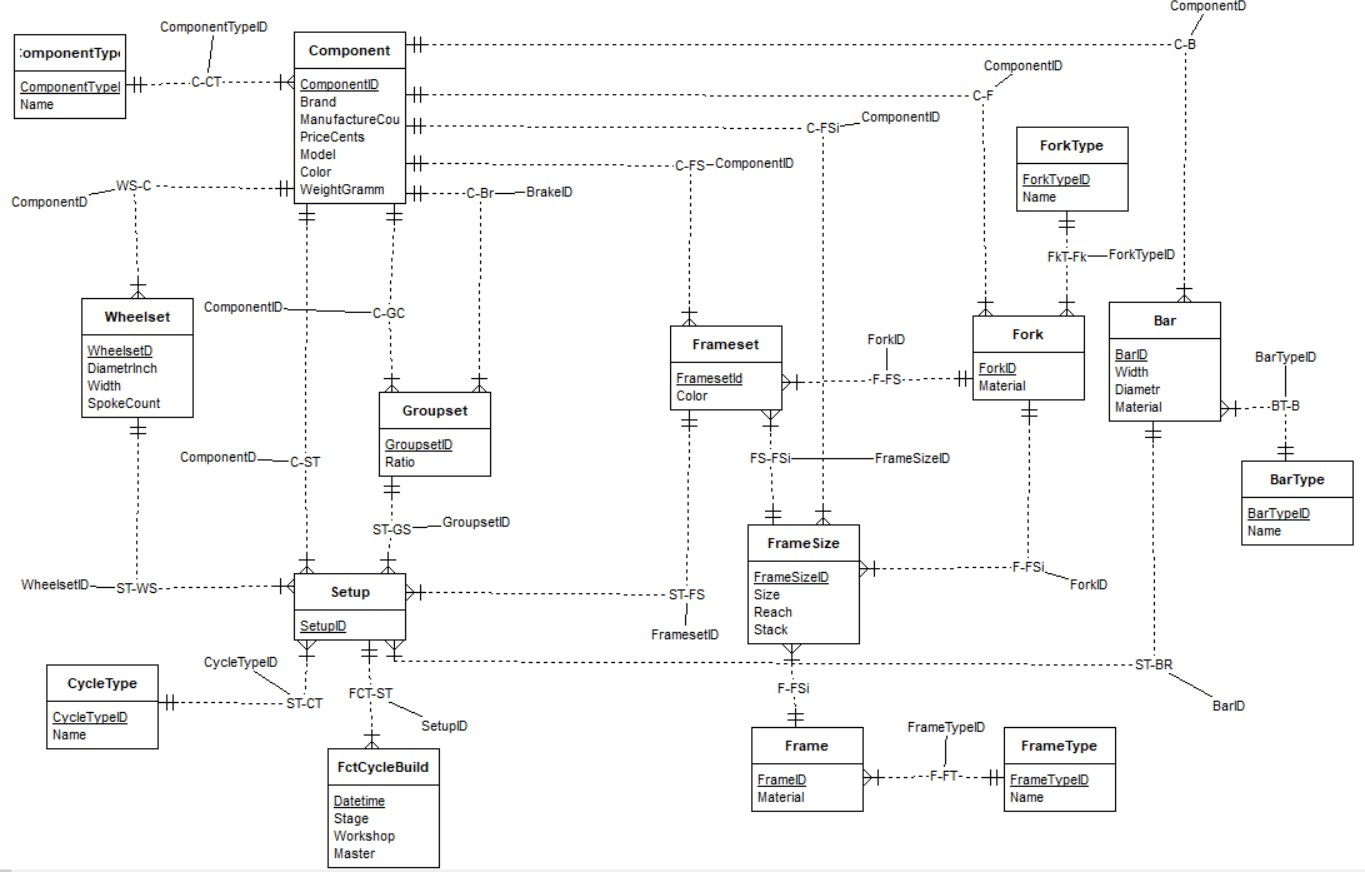 ComponentD
ComponentTypeID
:omponentType
ComponentTypeI
Name
C-CT
Component
ComponentID
Brand
ManufactureCou
PriceCents
Model
Color
WeightGramm
C-B
ComponentID
C-F
C-FSi
ComponentID
C-FS
ComponentID
C-Br
BrakeID
ForkType
ForkTypeID
Name
FkT-Fk
ForkTypeID
WS-C
ComponentD
ComponentID
C-GC
Wheelset
WheelsetD
DiametrInch
Width
SpokeCount
Groupset
GroupsetID
Ratio
Frameset
FramesetId
Color
ForkID
F-FS
Fork
ForkID
Material
Bar
BarID
Width
Diametr
Material
BarTypeID
BT-B
BarType
BarTypeID
Name
ComponentD
C-ST
FS-FSi
FrameSizeID
ST-GS
GroupsetID
FrameSize
FrameSizeID
Size
Reach
Stack
F-FSi
ForkID
WheelsetID
ST-WS
Setup
SetupID
ST-FS
FramesetID
CycleTypeID
ST-CT
CycleType
CycleTypeID
Name
FCT-ST
SetupID
ST-BR
BarID
F-FSi
FctCycleBuild
Datetime
Stage
Workshop
Master
Frame
FrameID
Material
FrameTypeID
F-FT
FrameType
FrameTypeID
Name